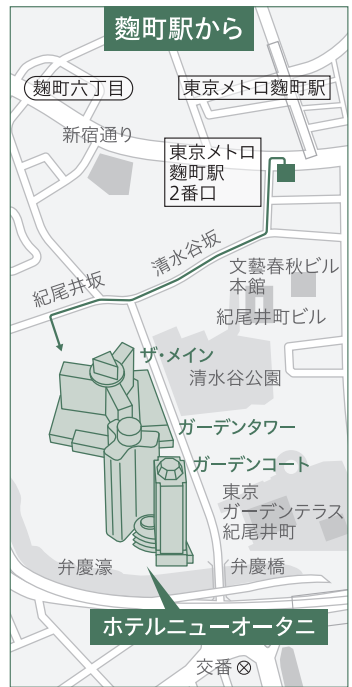 麴町駅から
麴町六丁目
東京メトロ麴町駅
新宿通り
東京メトロ
麴町駅
2番口
清水谷坂
文藝春秋ビル
本館
紀尾井坂
紀尾井町ビル
ザ・メイン
清水谷公園
ガーデンタワー
ガーデンコート
東京
ガーデンテラス
紀尾井町
弁慶濠
弁慶橋
ホテルニューオータニ
交番